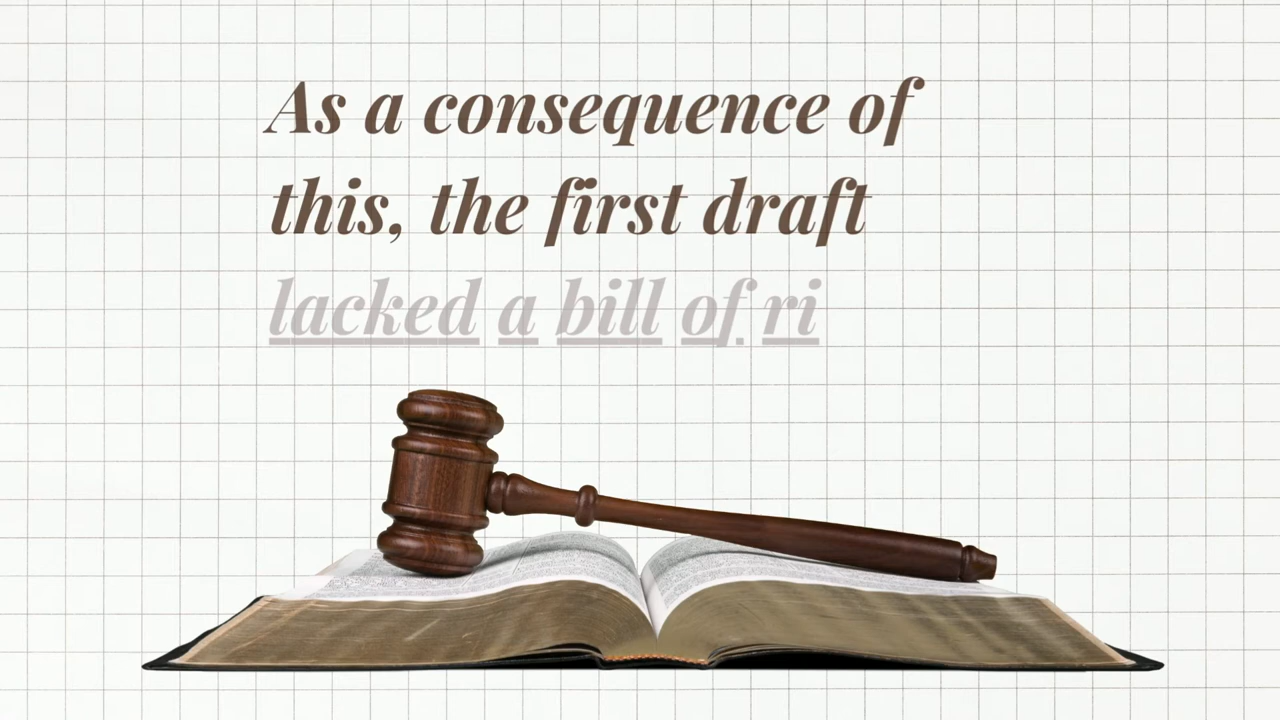 As a consequence of
this, the first draft
lacked a bill of ri